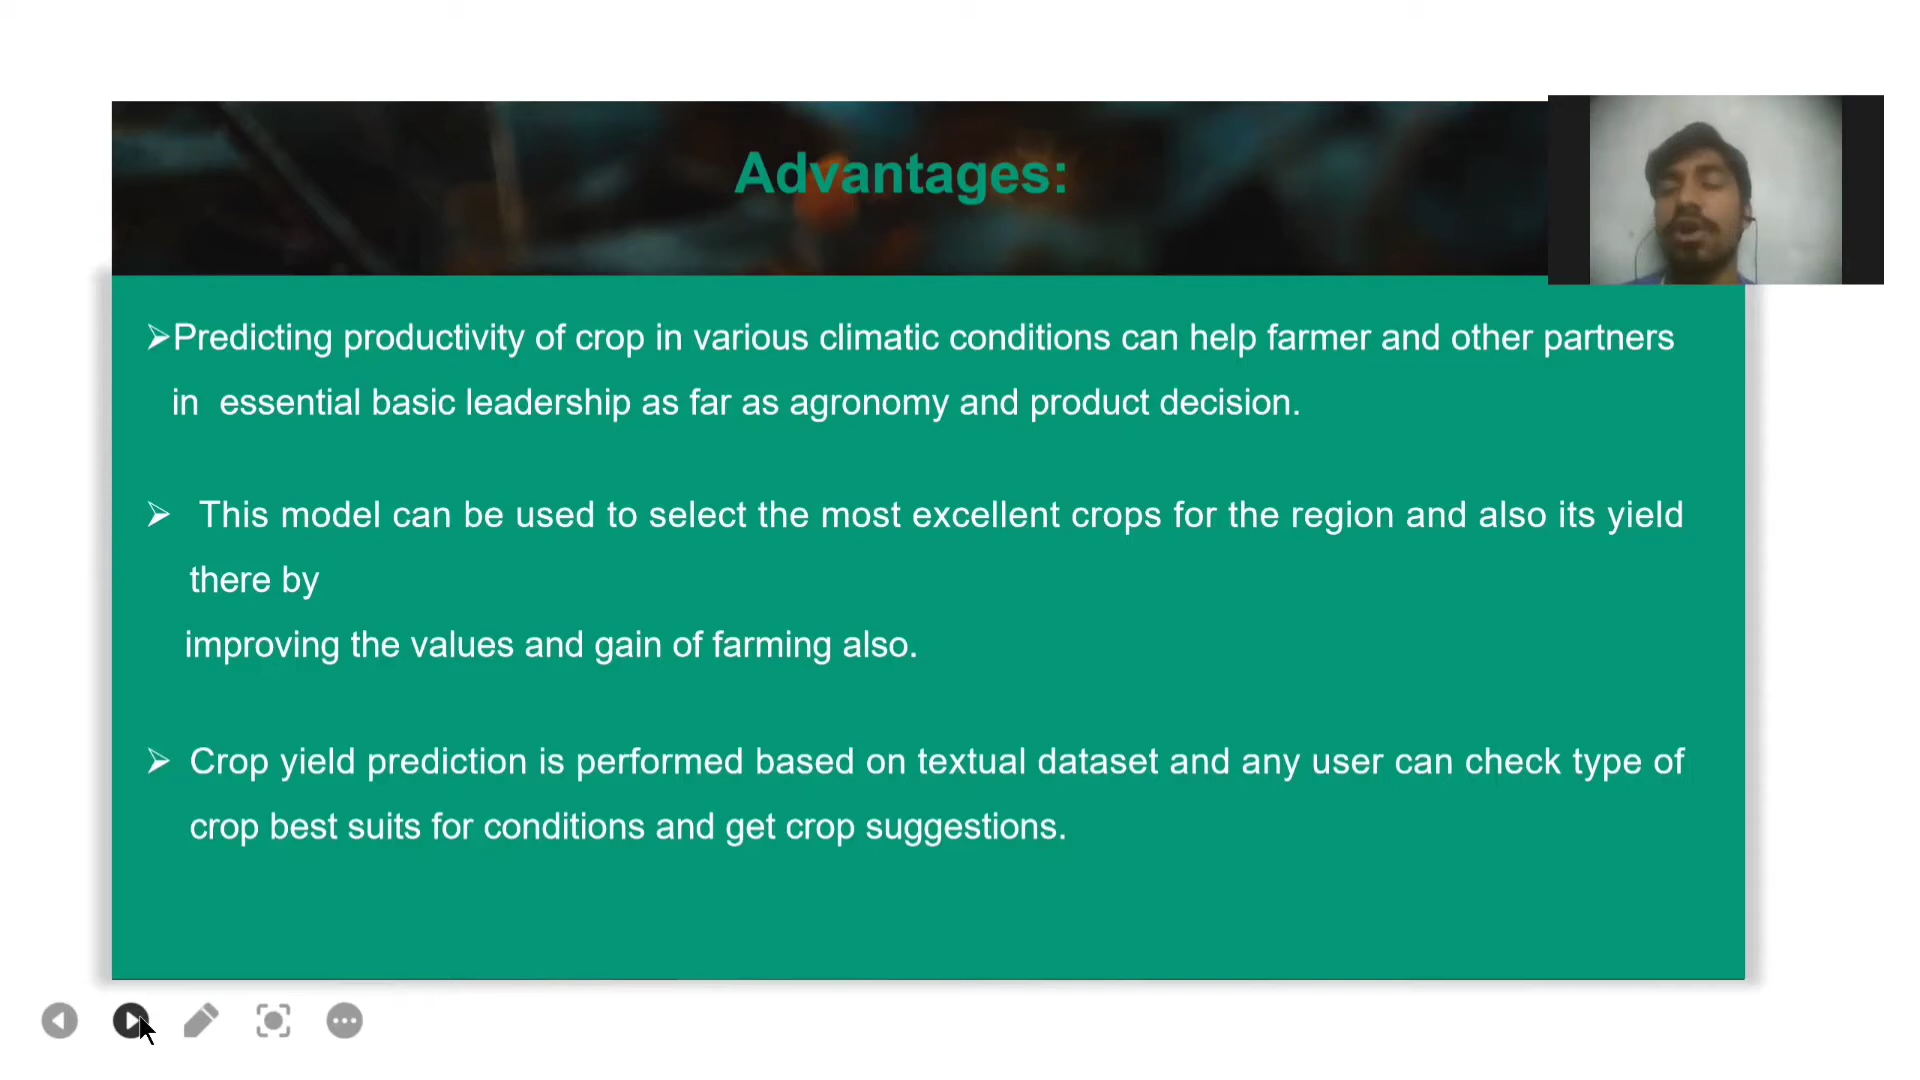 Advantages:
➢Predicting productivity of crop in various climatic conditions can help farmer and other partners
in essential basic leadership as far as agronomy and product decision.
➢ This model can be used to select the most excellent crops for the region and also its yield
there by
improving the values and gain of farming also.
➢ Crop yield prediction is performed based on textual dataset and any user can check type of
crop best suits for conditions and get crop suggestions.